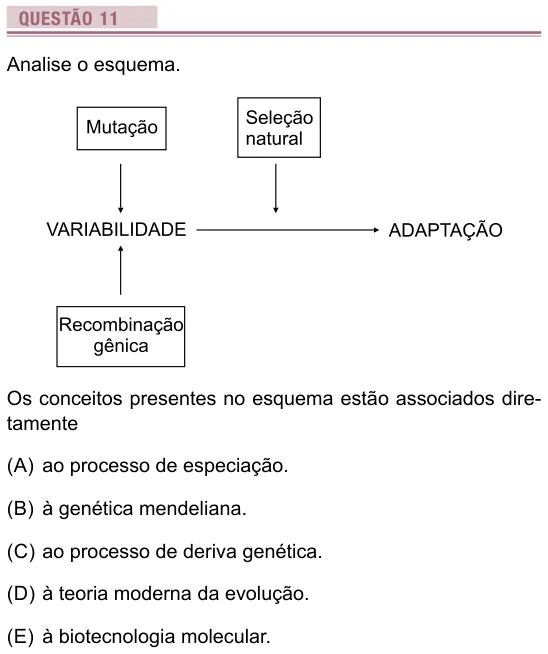 QUESTÃO 11
Analise o esquema.
Mutação
Seleção
natural
VARIABILIDADE
ADAPTAÇÃO
Recombinação
gênica
Os conceitos presentes no esquema estão associados dire-
tamente
(A) ao processo de especiação.
(B) à genética mendeliana.
(C) ao processo de deriva genética.
(D) à teoria moderna da evolução.
(E) à biotecnologia molecular.